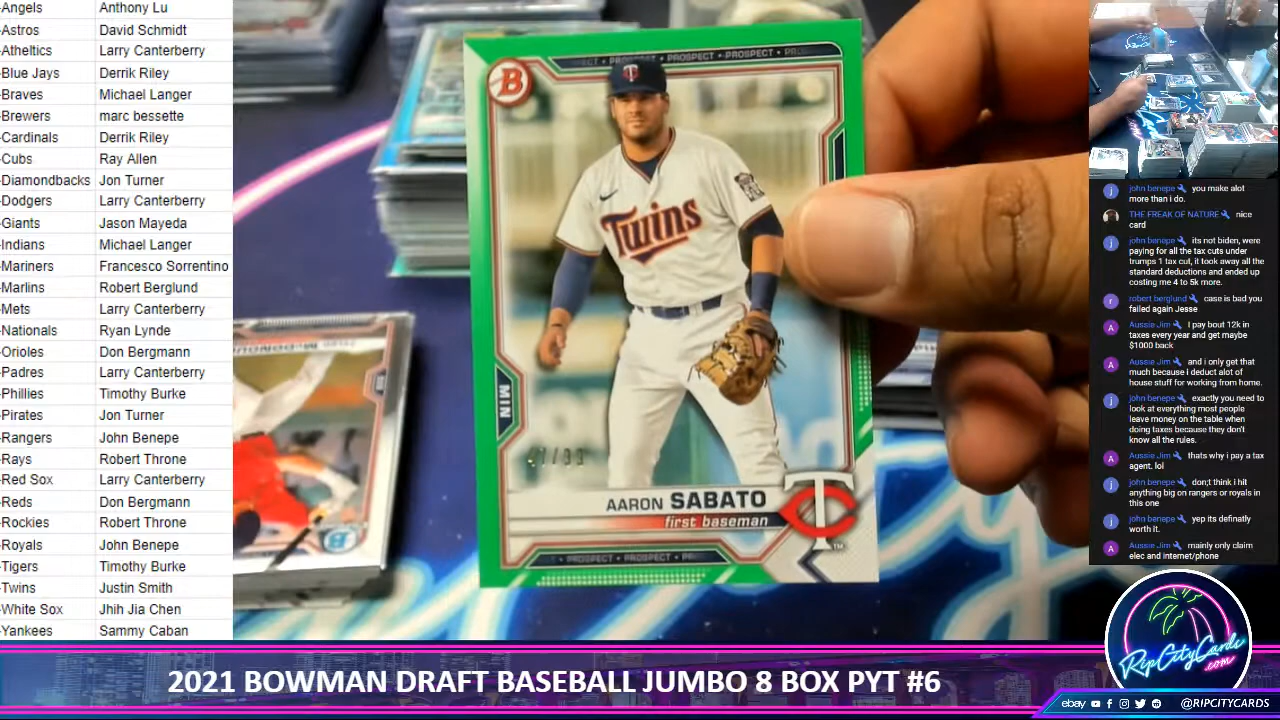 -Angels Anthony Lu
-Astros David Schmidt
-Atheltics Larry Canterberry
-Blue Jays Derrik Riley
-Braves Michael Langer
-Brewers marc bessette
-Cardinals Derrik Riley
-Cubs Ray Allen
-Diamondbacks Jon Turner
-Dodgers Larry Canterberry
-Giants Jason Mayeda
-Indians Michael Langer
-Mariners Francesco Sorrentino
-Marlins Robert Berglund
-Mets Larry Canterberry
-Nationals Ryan Lynde
-Orioles Don Bergmann
-Padres Larry Canterberry
-Phillies Timothy Burke
-Pirates Jon Turner
-Rangers John Benepe
-Rays Robert Throne
-Red Sox Larry Canterberry
-Reds Don Bergmann
-Rockies Robert Throne
-Royals John Benepe
-Tigers Timothy Burke
-Twins Justin Smith
-White Sox Jhih Jia Chen
-Yankees Sammy Caban
PROSPECT • PROSPECT •
B
Twins
MIN
/99
AARON SABATO
first baseman
TC
TM
• PROSPECT •
john benepe you make alot
more than i do.
THE FREAK OF NATURE nice
card
john benepe its not biden, were
paying for all the tax cuts under
trumps 1 tax cut, it took away all the
standard deductions and ended up
costing me 4 to 5k more.
robert berglund case is bad you
failed again Jesse
Aussie Jim I pay bout 12k in
taxes every year and get maybe
$1000 back
Aussie Jim and i only get that
much because i deduct alot of
house stuff for working from home.
john benepe exactly you need to
look at everything most people
leave money on the table when
doing taxes because they don't
know all the rules.
Aussie Jim thats why i pay a tax
agent. lol
john benepe don;t think i hit
anything big on rangers or royals in
this one
john benepe yep its definatly
worth it.
Aussie Jim mainly only claim
elec and internet/phone
RipCityCards
.com
2021 BOWMAN DRAFT BASEBALL JUMBO 8 BOX PYT #6
ebay @RIPCITYCARDS